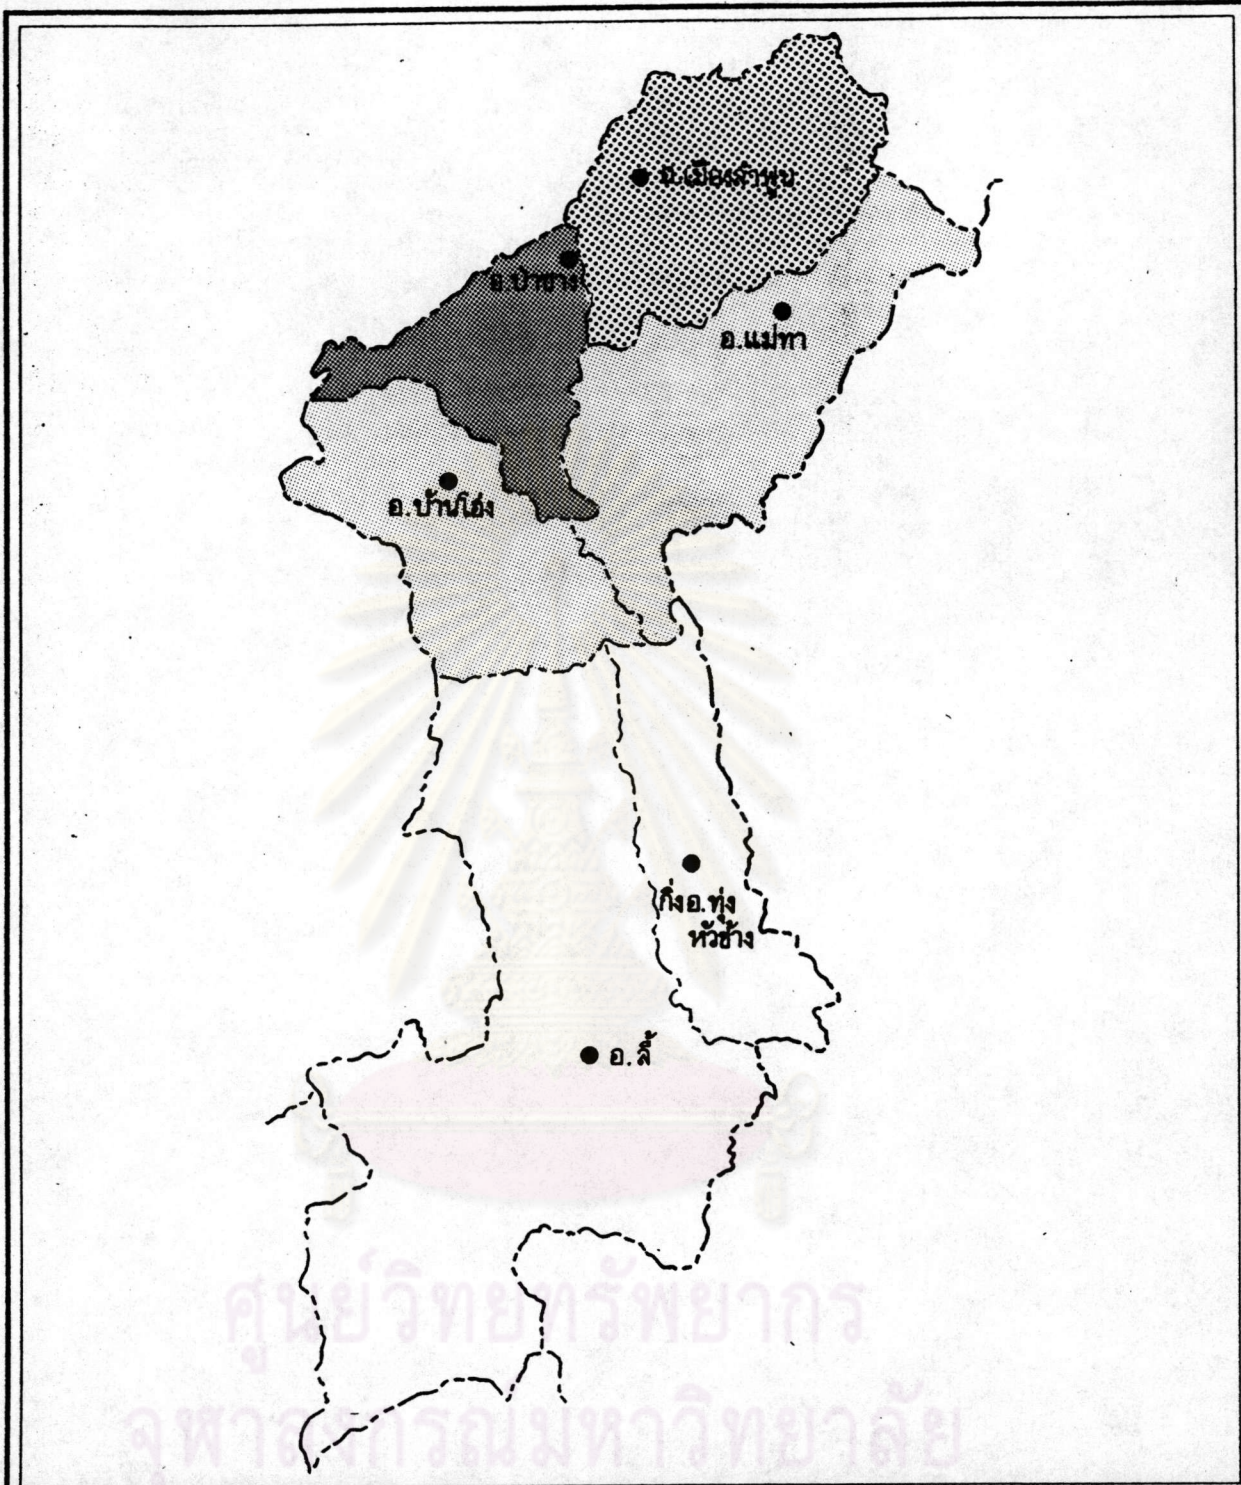 อ.เมืองลำพูน
อ.ป่าซาง
อ.แม่ทา
อ.บ้านโฮ่ง
กิ่งอ.ทุ่ง
หัวช้าง
อ.ลี้
ศูนย์วิทยทรัพยากร
จุฬาลงกรณ์มหาวิทยาลัย